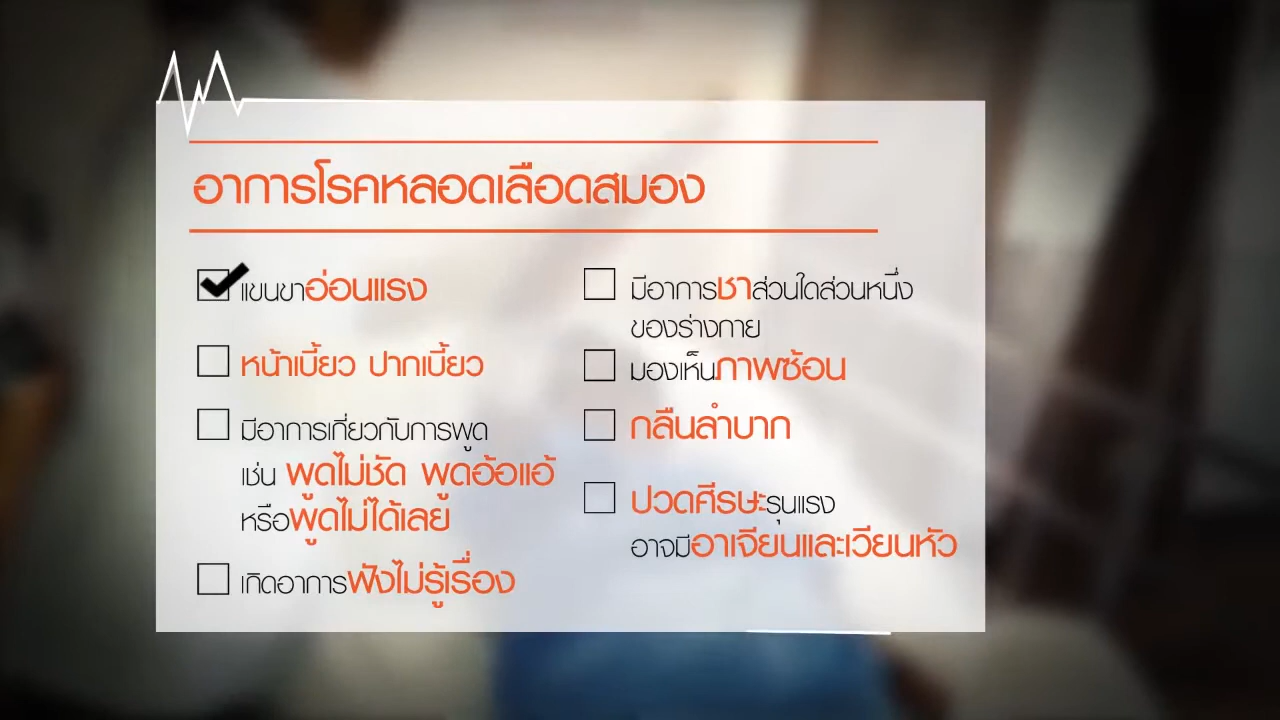 อาการโรคหลอดเลือดสมอง
แขนขาอ่อนแรง
หน้าเบี้ยว ปากเบี้ยว
มีอาการเกี่ยวกับการพูด
เช่น พูดไม่ชัด พูดอ้อแอ้
หรือพูดไม่ได้เลย
เกิดอาการฟังไม่รู้เรื่อง
มีอาการชาส่วนใดส่วนหนึ่ง
ของร่างกาย
มองเห็นภาพซ้อน
กลืนลำบาก
ปวดศีรษะรุนแรง
อาจมีอาเจียนและเวียนหัว